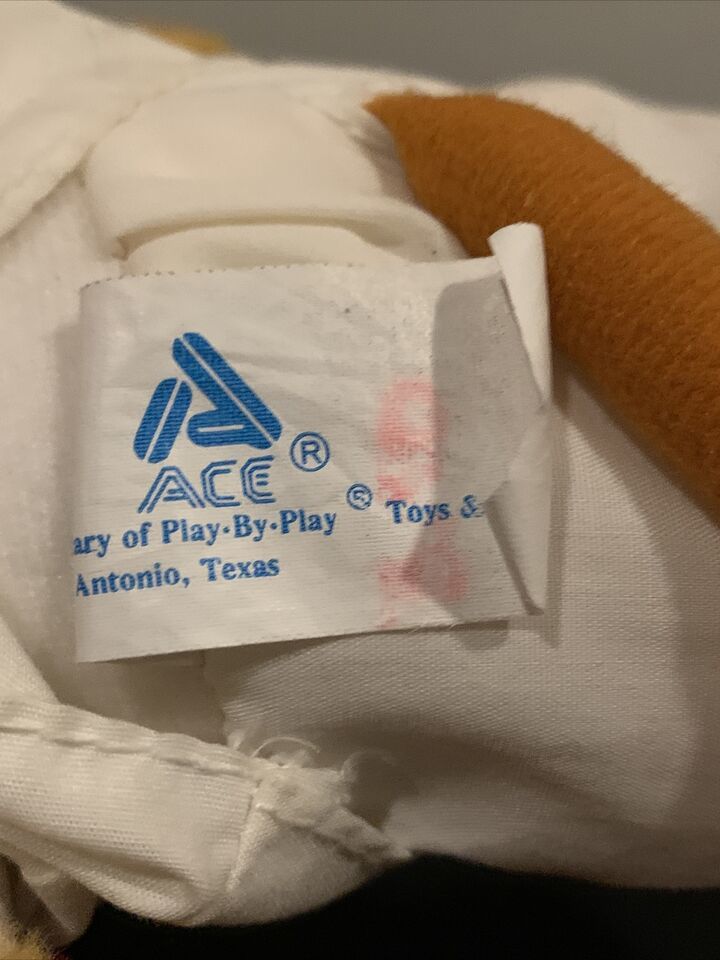 ACE ®
ary of Play·By·Play ® Toys &
Antonio, Texas